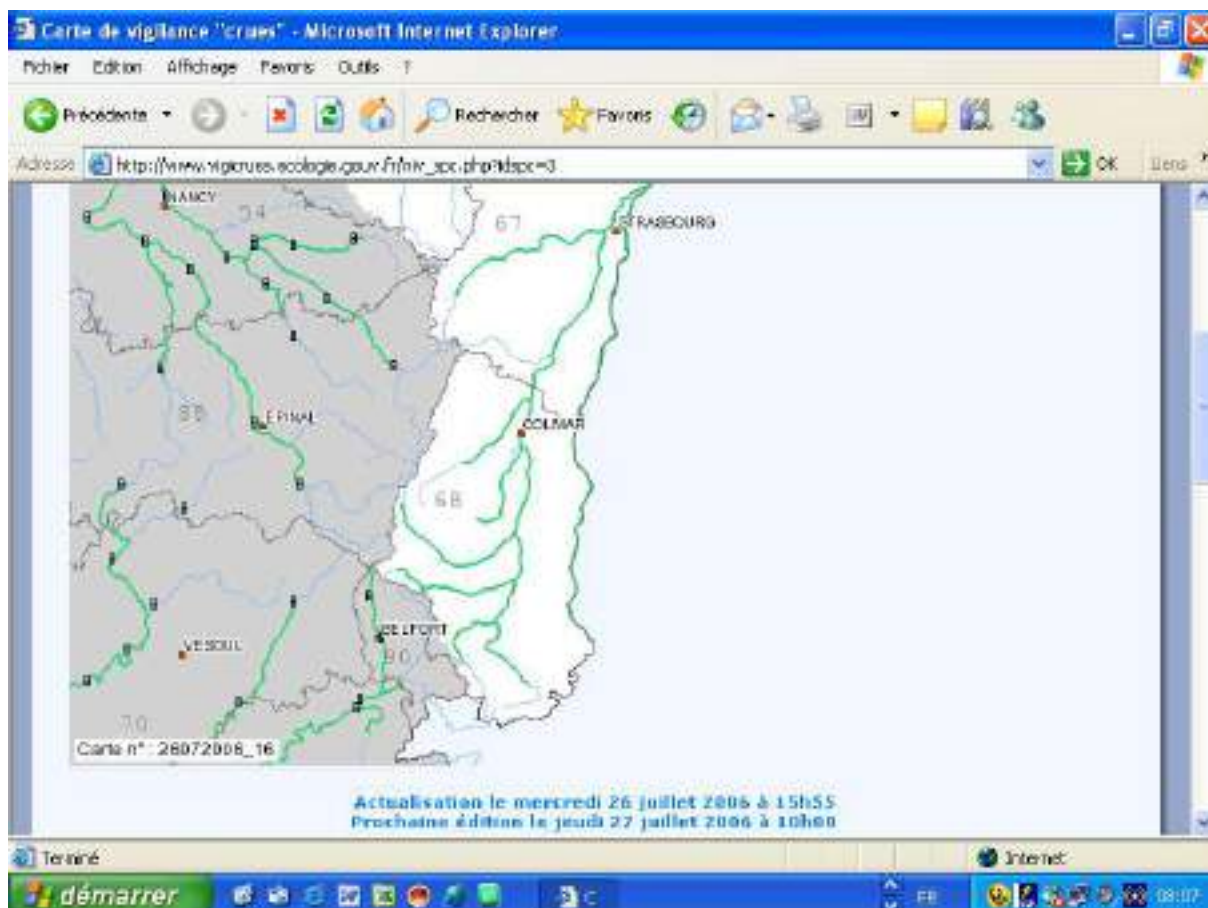 Carte de vigilance "crues" - Microsoft Internet Explorer
Fichier Edition Affichage Favoris Outils ?
Précédente Rechercher Favoris
Adresse http://www.vigicrues.ecologie.gouv.fr/niv_spc.php?idspc=3 OK Liens
NANCY
54
67
STRASBOURG
88
EPINAL
COLMAR
68
BELFORT
VESOUL
90
70
Carte n° : 26072006_16
Actualisation le mercredi 26 juillet 2006 à 15h55
Prochaine édition le jeudi 27 juillet 2006 à 10h00
Terminé Internet
démarrer C FR 08:07